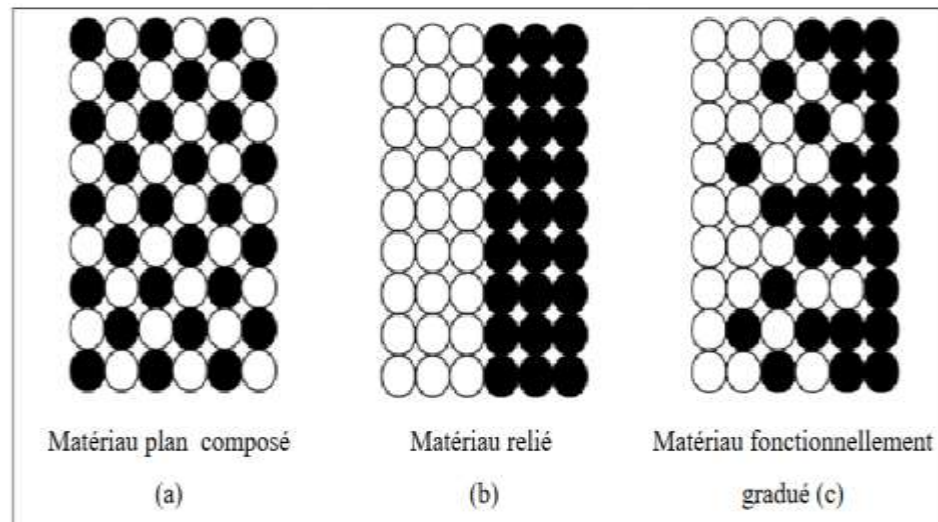 Matériau plan composé
(a)
Matériau relié
(b)
Matériau fonctionnellement
gradué (c)